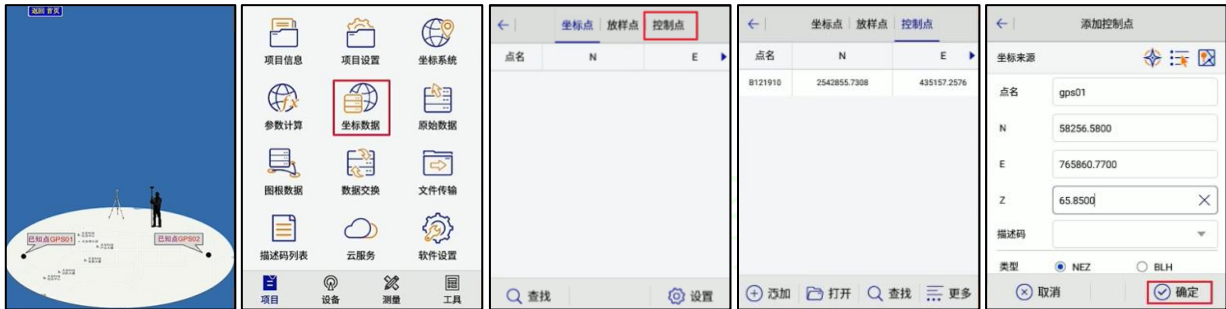 返回 首页
已知点GPS01
已知点GPS02
项目信息
项目设置
坐标系统
参数计算
坐标数据
原始数据
图根数据
数据交换
文件传输
描述码列表
云服务
软件设置
项目
设备
测量
工具
坐标点 放样点 控制点
点名 N E
查找 设置
坐标点 放样点 控制点
点名 N E
B121910 2542855.7308 435157.2576
添加 打开 查找 更多
添加控制点
坐标来源
点名 gps01
N 58256.5800
E 765860.7700
Z 65.8500
描述码
类型 NEZ BLH
取消 确定